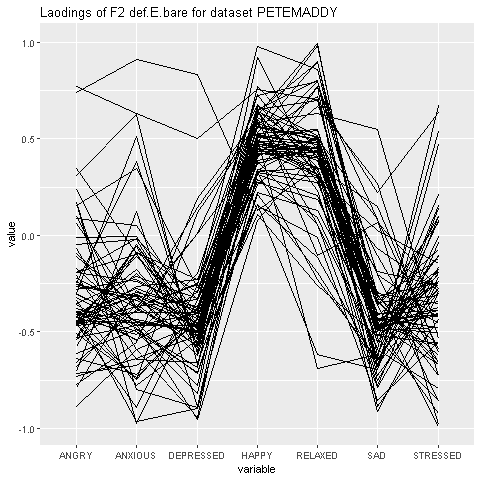 Laodings of F2 def.E.bare for dataset PETEMADDY
1.0
0.5
0.0
-0.5
-1.0
value
ANGRY ANXIOUS DEPRESSED HAPPY RELAXED SAD STRESSED
variable